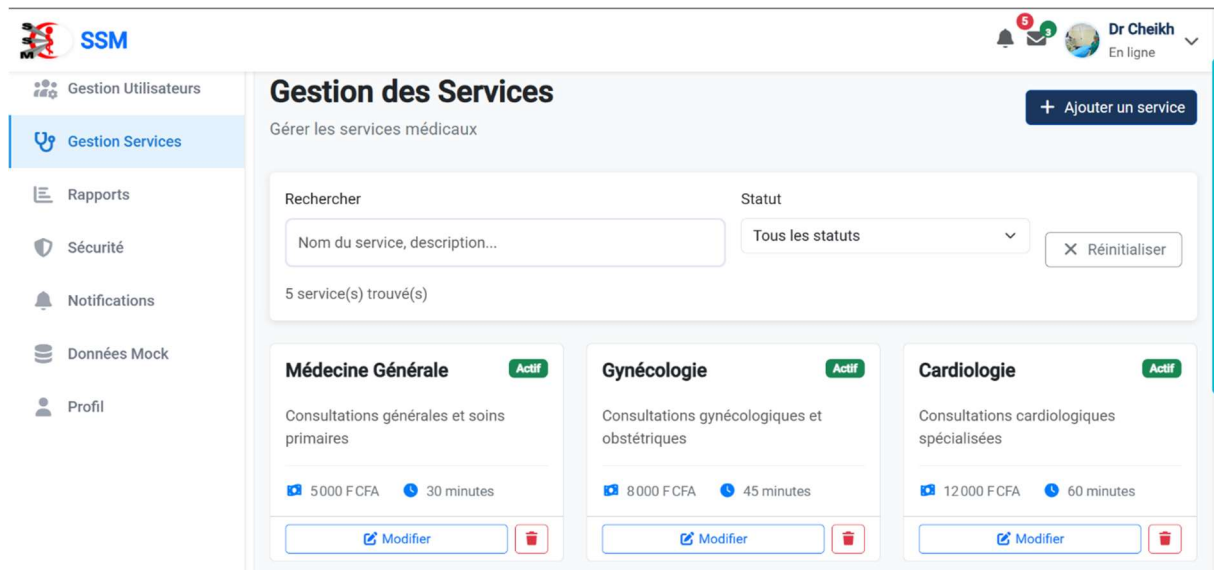 SSM
5
3
Dr Cheikh
En ligne
Gestion Utilisateurs
Gestion Services
Rapports
Sécurité
Notifications
Données Mock
Profil
Gestion des Services
Gérer les services médicaux
+ Ajouter un service
Rechercher
Nom du service, description...
Statut
Tous les statuts
Réinitialiser
5 service(s) trouvé(s)
Médecine Générale
Actif
Consultations générales et soins
primaires
5 000 F CFA 30 minutes
Modifier
Gynécologie
Actif
Consultations gynécologiques et
obstétriques
8 000 F CFA 45 minutes
Modifier
Cardiologie
Actif
Consultations cardiologiques
spécialisées
12 000 F CFA 60 minutes
Modifier